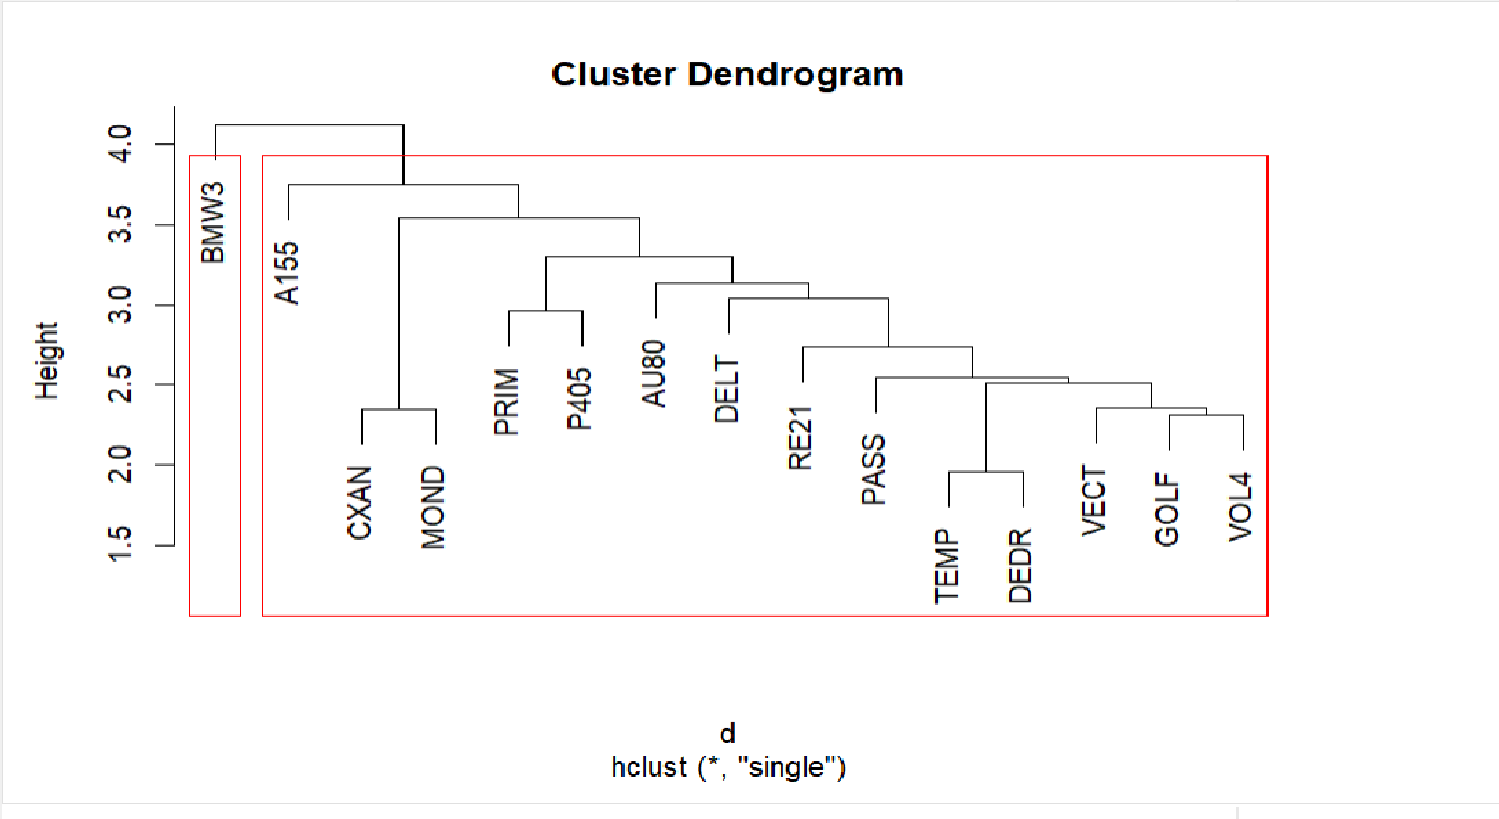 Cluster Dendrogram
Height
4.0
3.5
3.0
2.5
2.0
1.5
BMW3
A155
CXAN
MOND
PRIM
P405
AU80
DELT
RE21
PASS
TEMP
DEDR
VECT
GOLF
VOL4
d
hclust (*, "single")